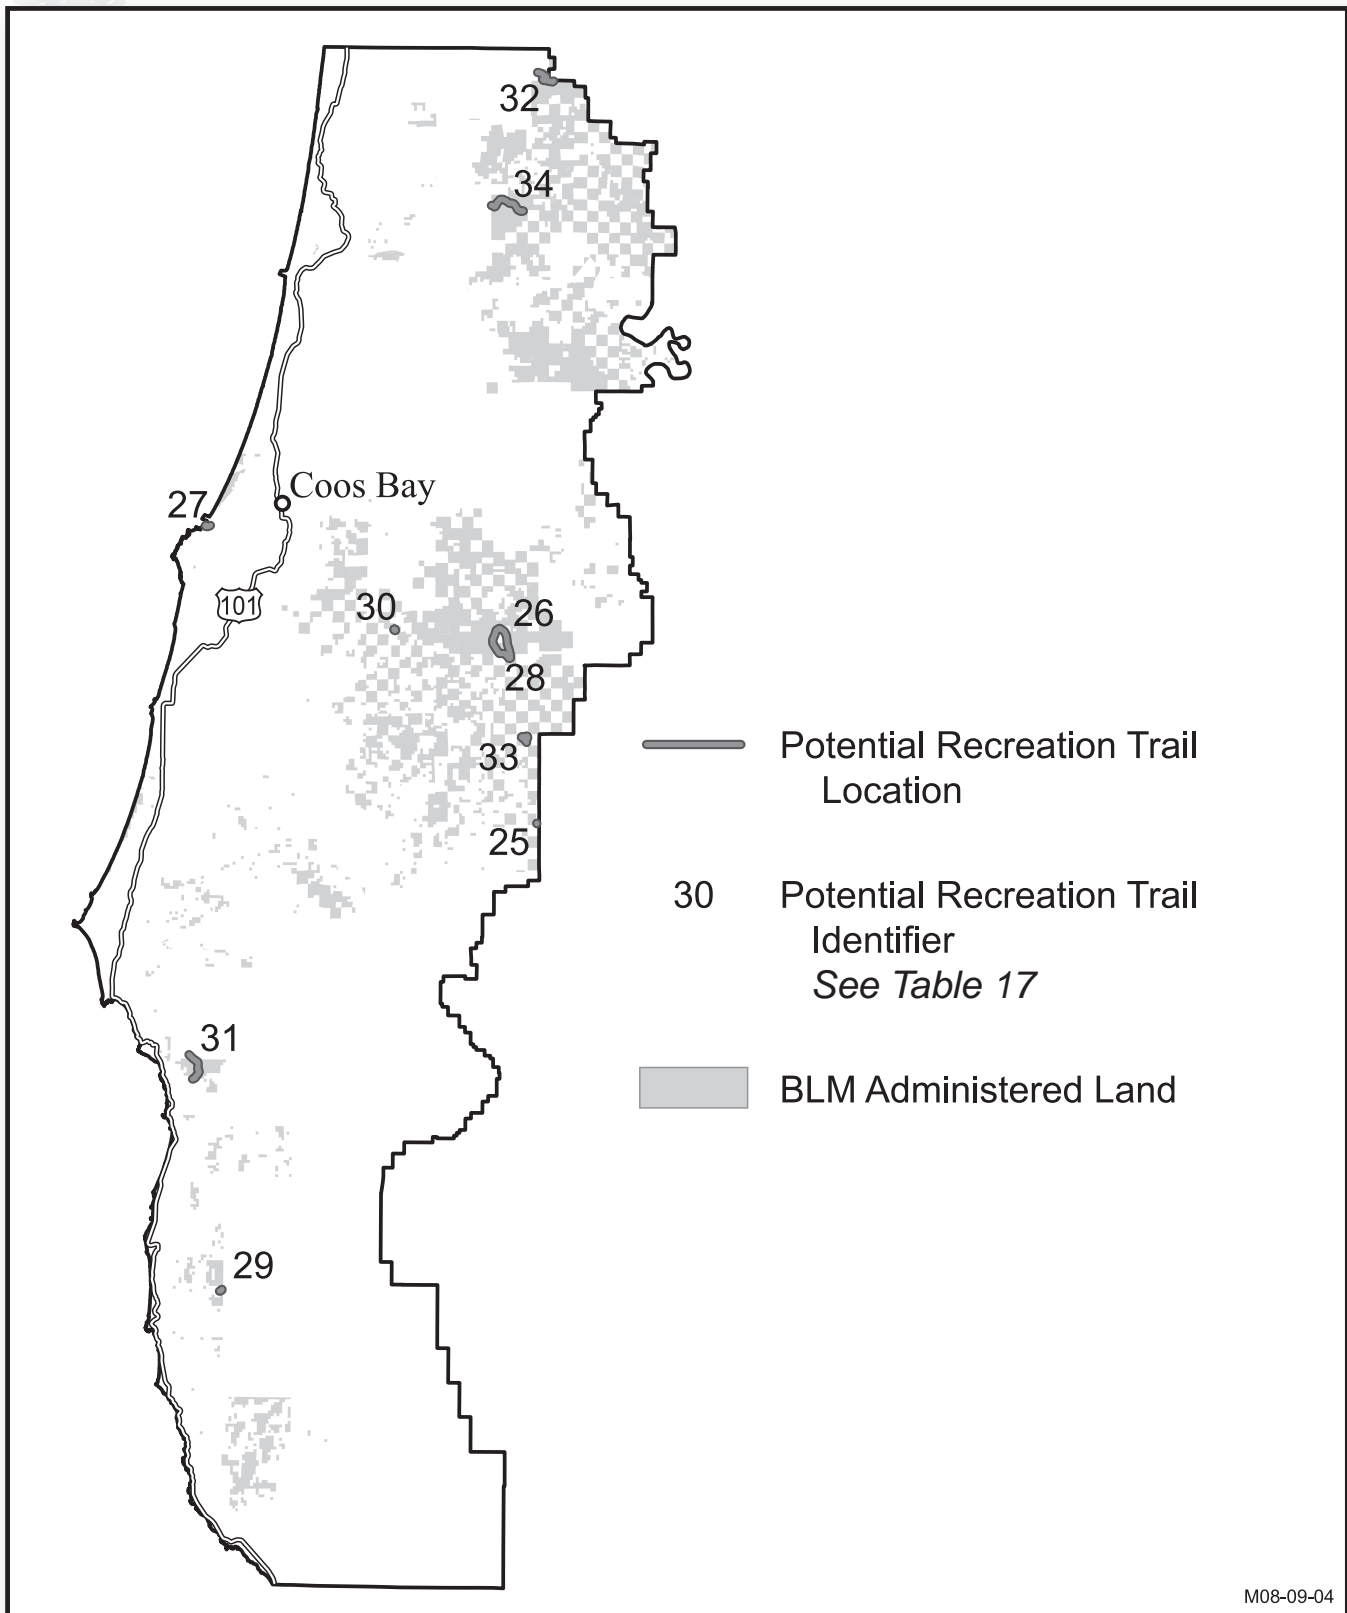 32
34
Coos Bay
27
101
30
26
28
33
25
31
29
Potential Recreation Trail
Location
30
Potential Recreation Trail
Identifier
See Table 17
BLM Administered Land
M08-09-04